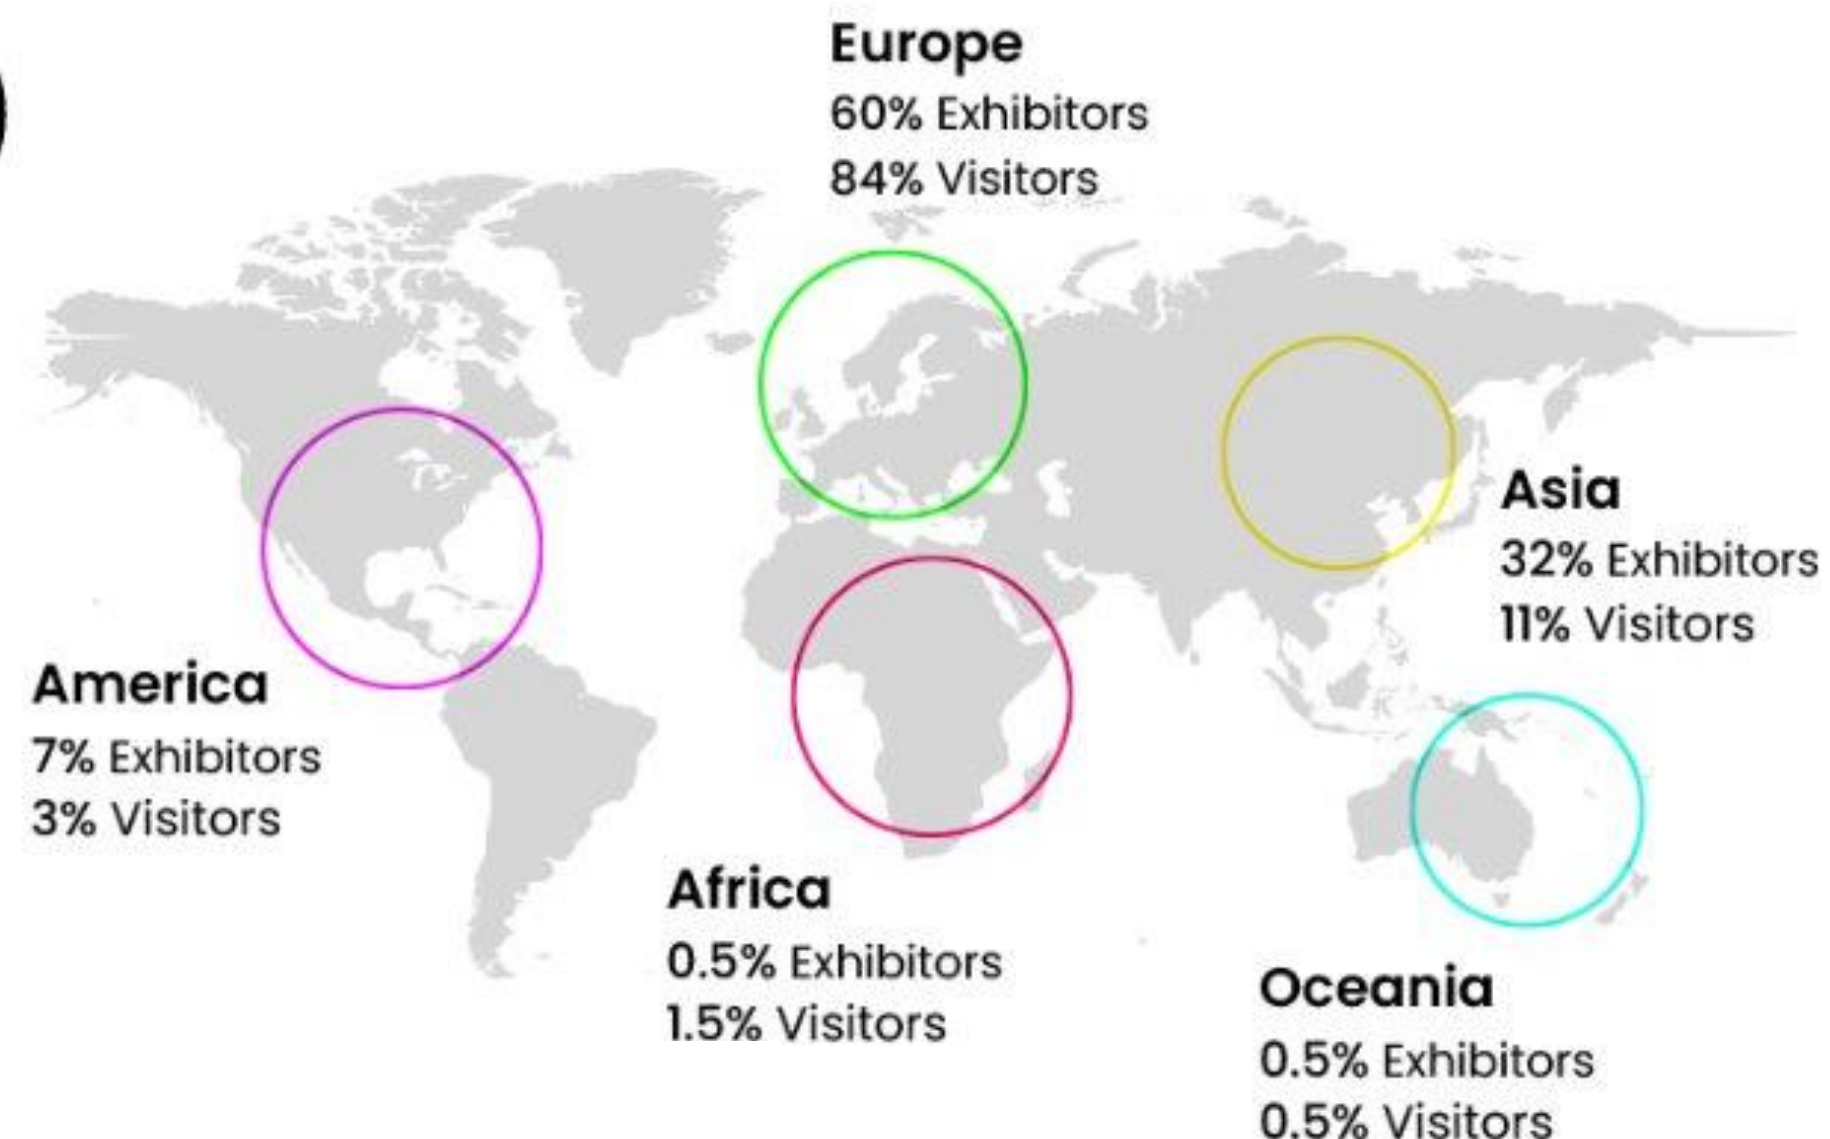 Europe
60% Exhibitors
84% Visitors
Asia
32% Exhibitors
11% Visitors
America
7% Exhibitors
3% Visitors
Africa
0.5% Exhibitors
1.5% Visitors
Oceania
0.5% Exhibitors
0.5% Visitors